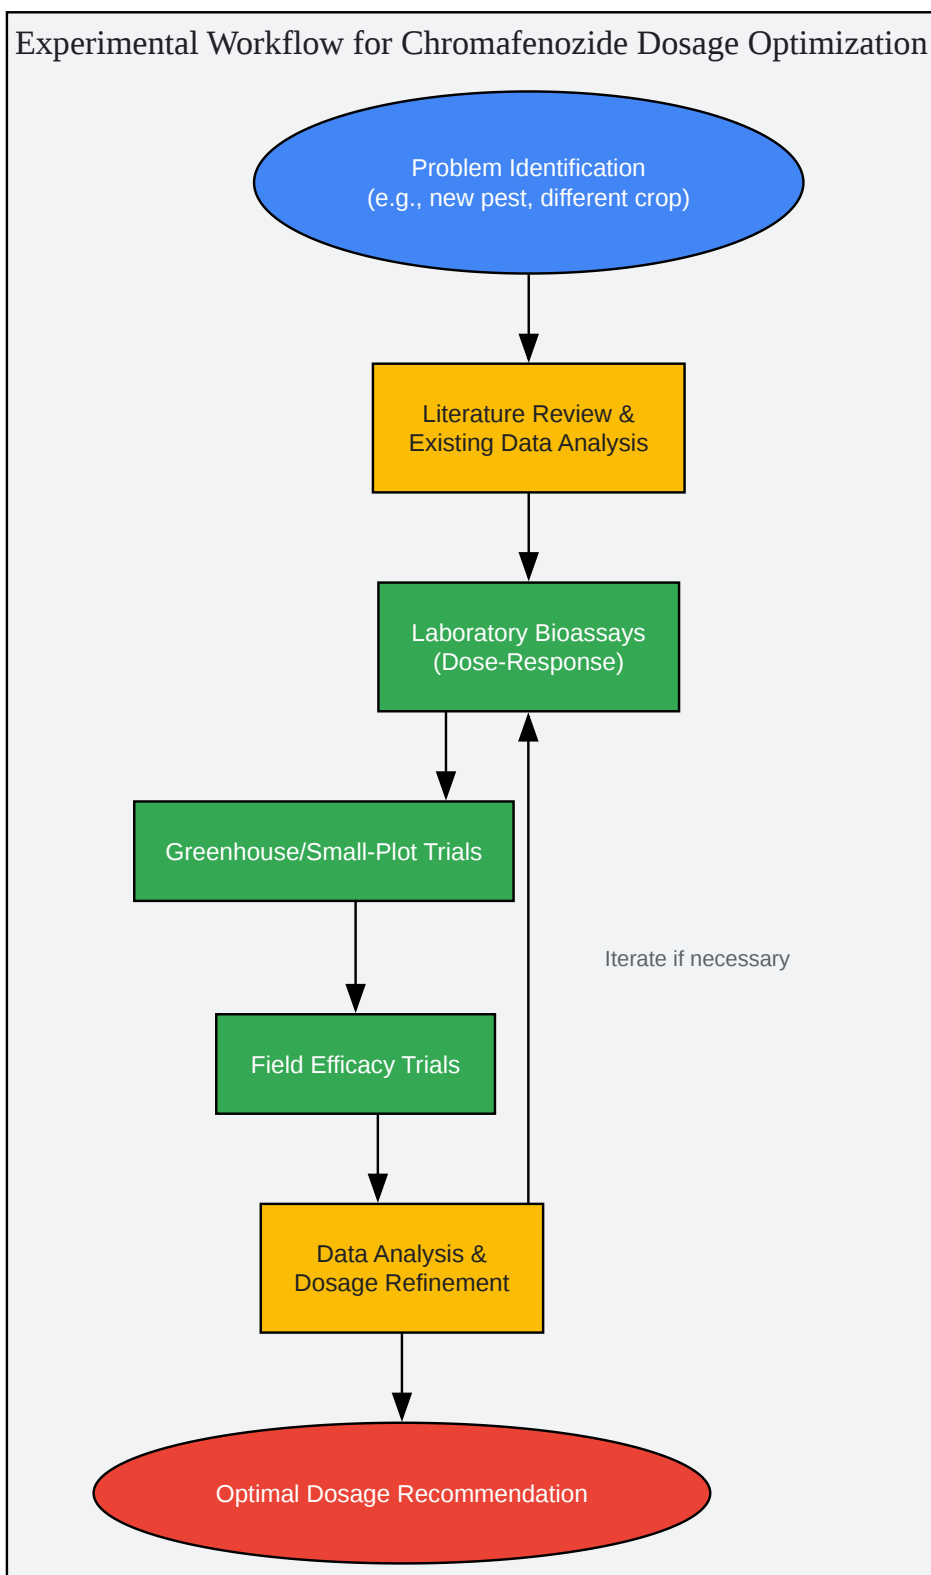 Experimental Workflow for Chromafenozide Dosage Optimization
Problem Identification
(e.g., new pest, different crop)
Literature Review &
Existing Data Analysis
Laboratory Bioassays
(Dose-Response)
Greenhouse/Small-Plot Trials
Iterate if necessary
Field Efficacy Trials
Data Analysis &
Dosage Refinement
Optimal Dosage Recommendation